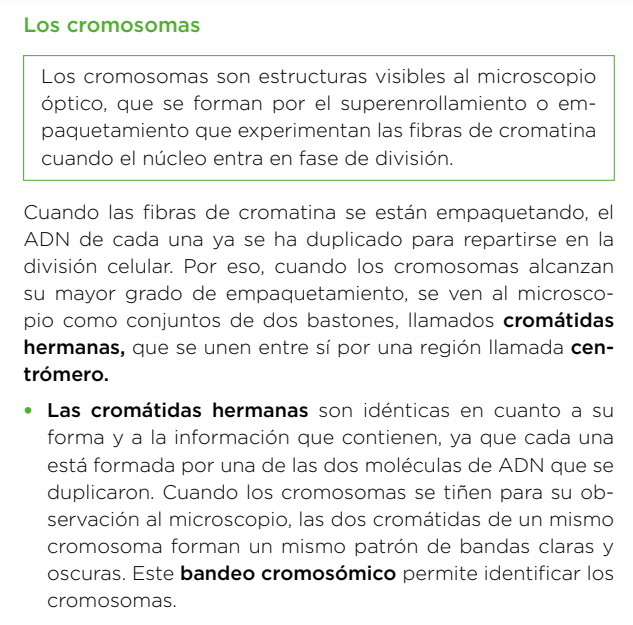 Los cromosomas
Los cromosomas son estructuras visibles al microscopio
óptico, que se forman por el superenrollamiento o em-
paquetamiento que experimentan las fibras de cromatina
cuando el núcleo entra en fase de división.
Cuando las fibras de cromatina se están empaquetando, el
ADN de cada una ya se ha duplicado para repartirse en la
división celular. Por eso, cuando los cromosomas alcanzan
su mayor grado de empaquetamiento, se ven al microsco-
pio como conjuntos de dos bastones, llamados cromátidas
hermanas, que se unen entre sí por una región llamada cen-
trómero.
• Las cromátidas hermanas son idénticas en cuanto a su
forma y a la información que contienen, ya que cada una
está formada por una de las dos moléculas de ADN que se
duplicaron. Cuando los cromosomas se tiñen para su ob-
servación al microscopio, las dos cromátidas de un mismo
cromosoma forman un mismo patrón de bandas claras y
oscuras. Este bandeo cromosómico permite identificar los
cromosomas.